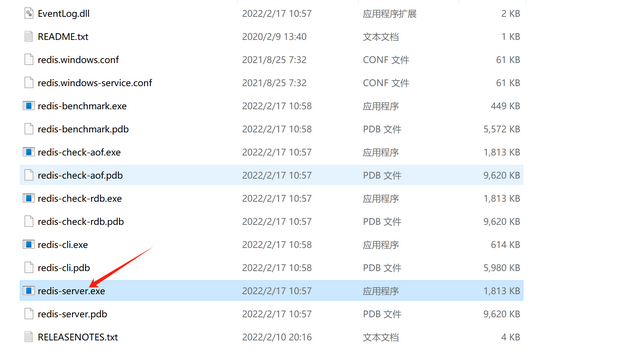 EventLog.dll 2022/2/17 10:57 应用程序扩展 2 KB
README.txt 2020/2/9 13:40 文本文档 1 KB
redis.windows.conf 2021/8/25 7:32 CONF 文件 61 KB
redis.windows-service.conf 2021/8/25 7:32 CONF 文件 61 KB
redis-benchmark.exe 2022/2/17 10:58 应用程序 449 KB
redis-benchmark.pdb 2022/2/17 10:58 PDB 文件 5,572 KB
redis-check-aof.exe 2022/2/17 10:57 应用程序 1,813 KB
redis-check-aof.pdb 2022/2/17 10:57 PDB 文件 9,620 KB
redis-check-rdb.exe 2022/2/17 10:57 应用程序 1,813 KB
redis-check-rdb.pdb 2022/2/17 10:57 PDB 文件 9,620 KB
redis-cli.exe 2022/2/17 10:58 应用程序 614 KB
redis-cli.pdb 2022/2/17 10:58 PDB 文件 5,980 KB
redis-server.exe 2022/2/17 10:57 应用程序 1,813 KB
redis-server.pdb 2022/2/17 10:57 PDB 文件 9,620 KB
RELEASENOTES.txt 2022/2/10 20:16 文本文档 4 KB